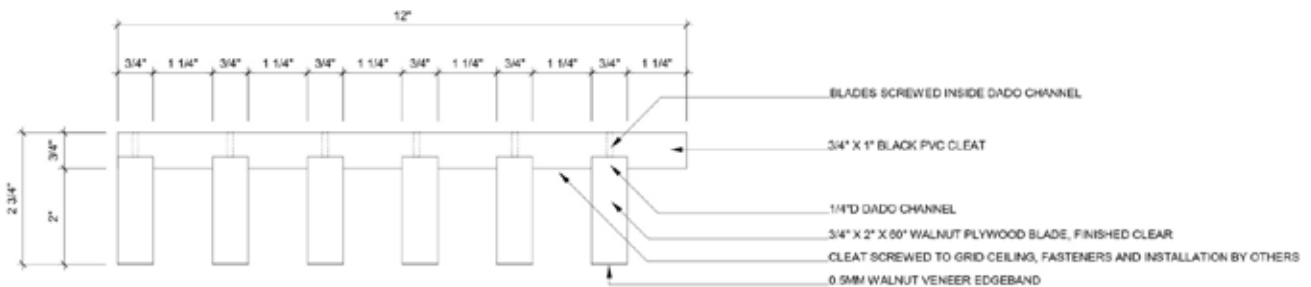 12"
3/4" 1 1/4" 3/4" 1 1/4" 3/4" 1 1/4" 3/4" 1 1/4" 3/4" 1 1/4" 3/4" 1 1/4"
BLADES SCREWED INSIDE DADO CHANNEL
3/4"
3/4" X 1" BLACK PVC CLEAT
2 3/4"
2"
1/4"D DADO CHANNEL
3/4" X 2" X 60" WALNUT PLYWOOD BLADE, FINISHED CLEAR
CLEAT SCREWED TO GRID CEILING, FASTENERS AND INSTALLATION BY OTHERS
0.5MM WALNUT VENEER EDGEBAND